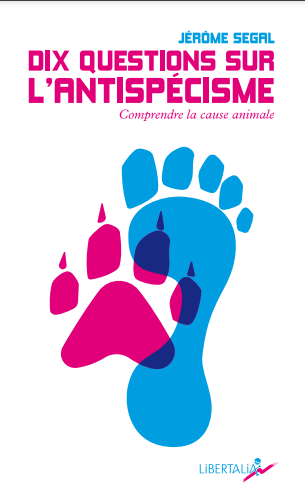 JÉRÔME SEGAL
DIX QUESTIONS SUR
L'ANTISPÉCISME
Comprendre la cause animale
LIBERTALIA